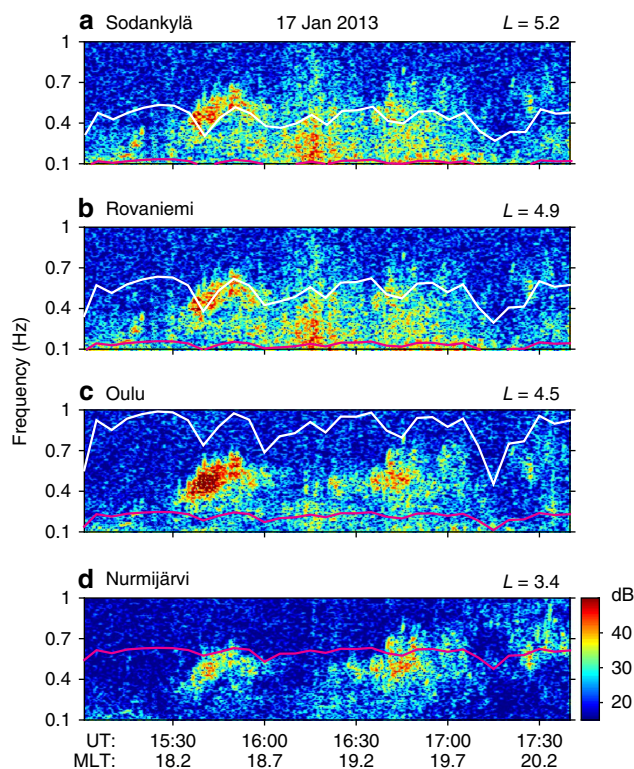 a Sodankylä 17 Jan 2013 L = 5.2
1
0.7
0.4
0.1
b Rovaniemi L = 4.9
1
0.7
0.4
0.1
Frequency (Hz)
c Oulu L = 4.5
1
0.7
0.4
0.1
d Nurmijärvi L = 3.4
1
0.7
0.4
0.1
dB
50
40
30
20
UT: 15:30 16:00 16:30 17:00 17:30
MLT: 18.2 18.7 19.2 19.7 20.2